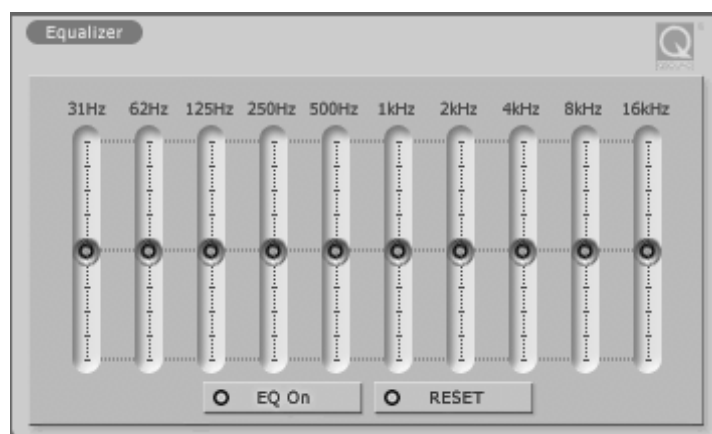 Equalizer
Q
31Hz 62Hz 125Hz 250Hz 500Hz 1kHz 2kHz 4kHz 8kHz 16kHz
EQ On RESET